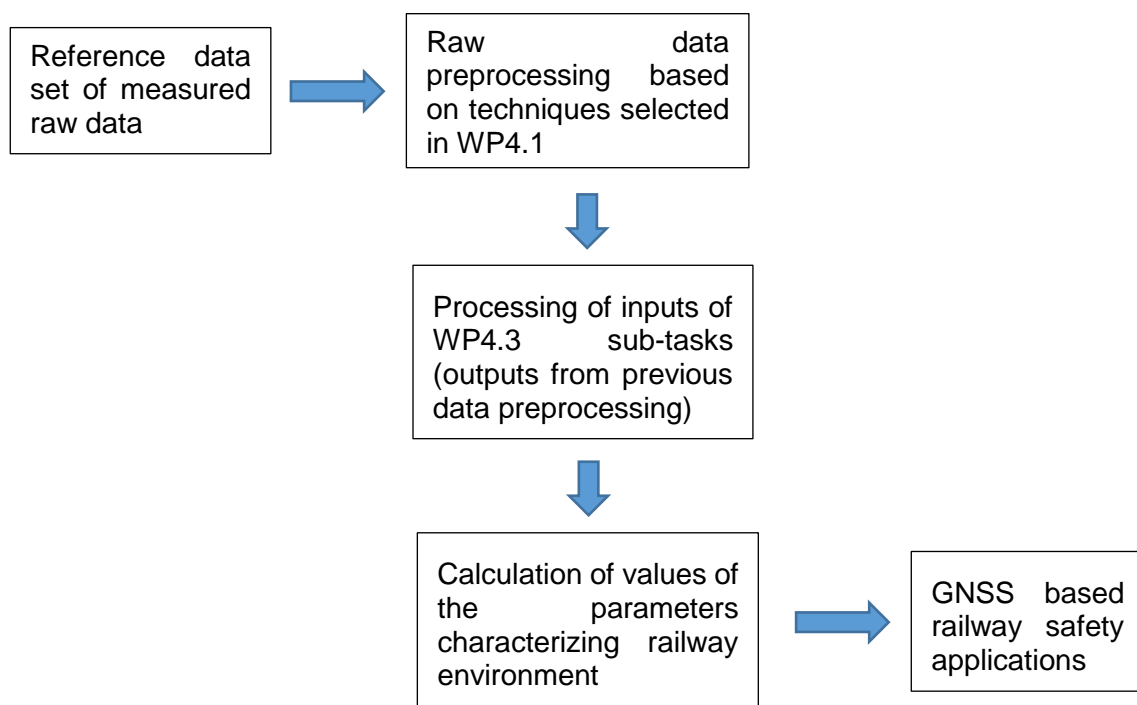 Reference data
set of measured
raw data
Raw data
preprocessing based
on techniques selected
in WP4.1
Processing of inputs of
WP4.3 sub-tasks
(outputs from previous
data preprocessing)
Calculation of values of
the parameters
characterizing railway
environment
GNSS based
railway safety
applications